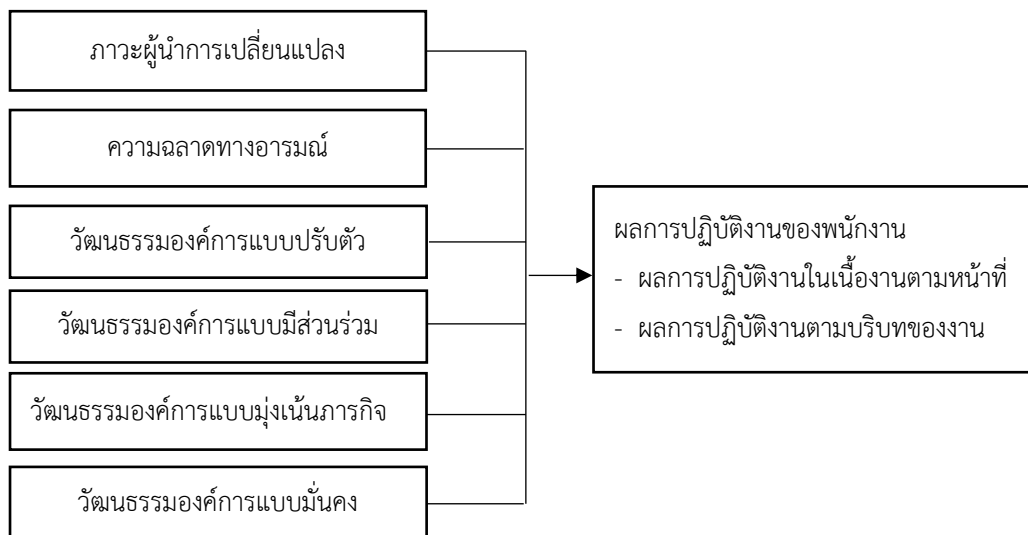 ภาวะผู้นำการเปลี่ยนแปลง
ความฉลาดทางอารมณ์
วัฒนธรรมองค์การแบบปรับตัว
วัฒนธรรมองค์การแบบมีส่วนร่วม
วัฒนธรรมองค์การแบบมุ่งเน้นภารกิจ
วัฒนธรรมองค์การแบบมั่นคง
ผลการปฏิบัติงานของพนักงาน
- ผลการปฏิบัติงานในเนื้องานตามหน้าที่
- ผลการปฏิบัติงานตามบริบทของงาน